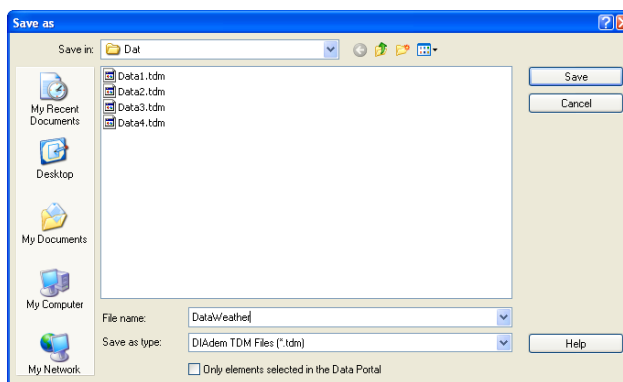 Save as
Save in: Dat
My Recent Documents
Desktop
My Documents
My Computer
My Network
Data1.tdm
Data2.tdm
Data3.tdm
Data4.tdm
Save
Cancel
File name: DataWeather
Save as type: DIAdem TDM Files (*.tdm)
Help
Only elements selected in the Data Portal